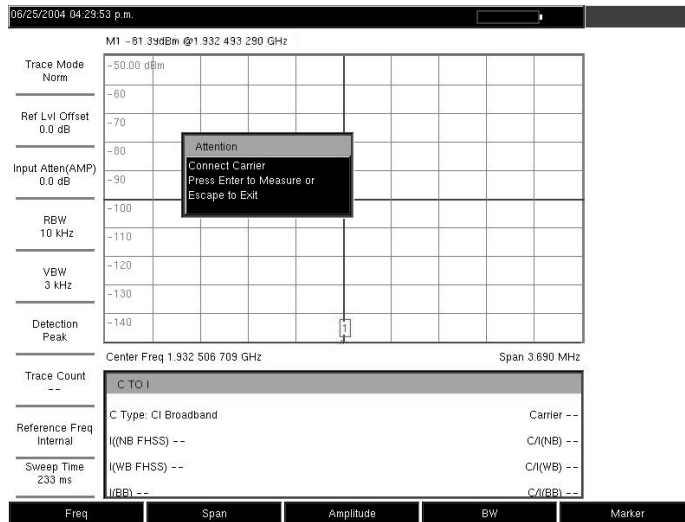 06/25/2004 04:29:53 p.m.
M1 -81.39dBm @1.932 493 290 GHz
Trace Mode
Norm
Ref Lvl Offset
0.0 dB
Input Atten(AMP)
0.0 dB
RBW
10 kHz
VBW
3 kHz
Detection
Peak
Trace Count
--
Reference Freq
Internal
Sweep Time
233 ms
-50.00 dBm
-60
-70
-80
-90
-100
-110
-120
-130
-140
Attention
Connect Carrier
Press Enter to Measure or
Escape to Exit
1
Center Freq 1.932 506 709 GHz Span 3.690 MHz
C TO I
C Type: CI Broadband Carrier --
I((NB FHSS) -- C/I(NB) --
I(WB FHSS) -- C/I(WB) --
I(BB) -- C/I(BB) --
Freq Span Amplitude BW Marker